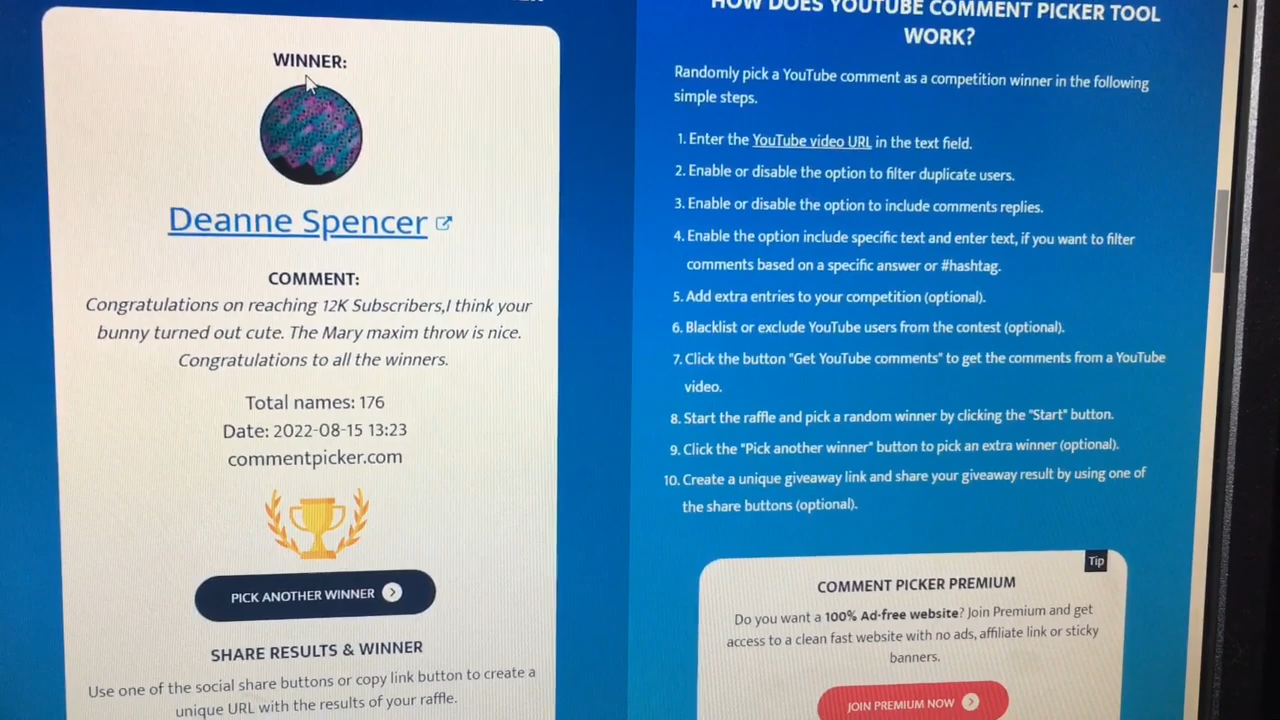 WINNER:
Deanne Spencer
COMMENT:
Congratulations on reaching 12K Subscribers,I think your
bunny turned out cute. The Mary maxim throw is nice.
Congratulations to all the winners.
Total names: 176
Date: 2022-08-15 13:23
commentpicker.com
PICK ANOTHER WINNER
SHARE RESULTS & WINNER
Use one of the social share buttons or copy link button to create a
unique URL with the results of your raffle.
HOW DOES YOUTUBE COMMENT PICKER TOOL
WORK?
Randomly pick a YouTube comment as a competition winner in the following
simple steps.
1. Enter the YouTube video URL in the text field.
2. Enable or disable the option to filter duplicate users.
3. Enable or disable the option to include comments replies.
4. Enable the option include specific text and enter text, if you want to filter
comments based on a specific answer or #hashtag.
5. Add extra entries to your competition (optional).
6. Blacklist or exclude YouTube users from the contest (optional).
7. Click the button "Get YouTube comments" to get the comments from a YouTube
video.
8. Start the raffle and pick a random winner by clicking the "Start" button.
9. Click the "Pick another winner" button to pick an extra winner (optional).
10. Create a unique giveaway link and share your giveaway result by using one of
the share buttons (optional).
Tip
COMMENT PICKER PREMIUM
Do you want a 100% Ad-free website? Join Premium and get
access to a clean fast website with no ads, affiliate link or sticky
banners.
JOIN PREMIUM NOW